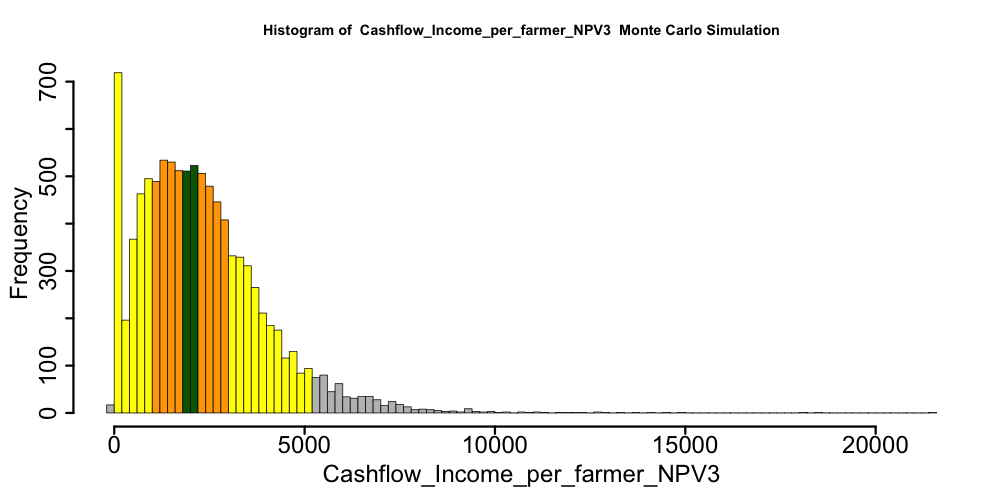 Histogram of Cashflow_Income_per_farmer_NPV3 Monte Carlo Simulation
Frequency
700
500
300
100
0
0 5000 10000 15000 20000
Cashflow_Income_per_farmer_NPV3